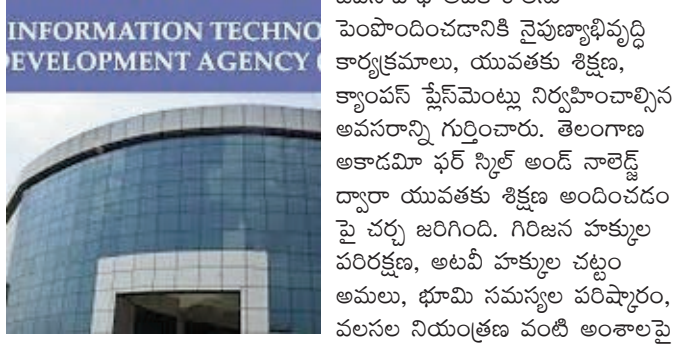 INFORMATION TECHNO
DEVELOPMENT AGENCY (
పెంపొందించడానికి నైపుణ్యాభివృద్ధి
కార్యక్రమాలు, యువతకు శిక్షణ,
క్యాంపస్ ప్లేస్‌మెంట్లు నిర్వహించాల్సిన
అవసరాన్ని గుర్తించారు. తెలంగాణ
అకాడమీ ఫర్ స్కిల్ అండ్ నాలెడ్జ్
ద్వారా యువతకు శిక్షణ అందించడం
పై చర్చ జరిగింది. గిరిజన హక్కుల
పరిరక్షణ, అటవీ హక్కుల చట్టం
అమలు, భూమి సమస్యల పరిష్కారం,
వలసల నియంత్రణ వంటి అంశాలపై